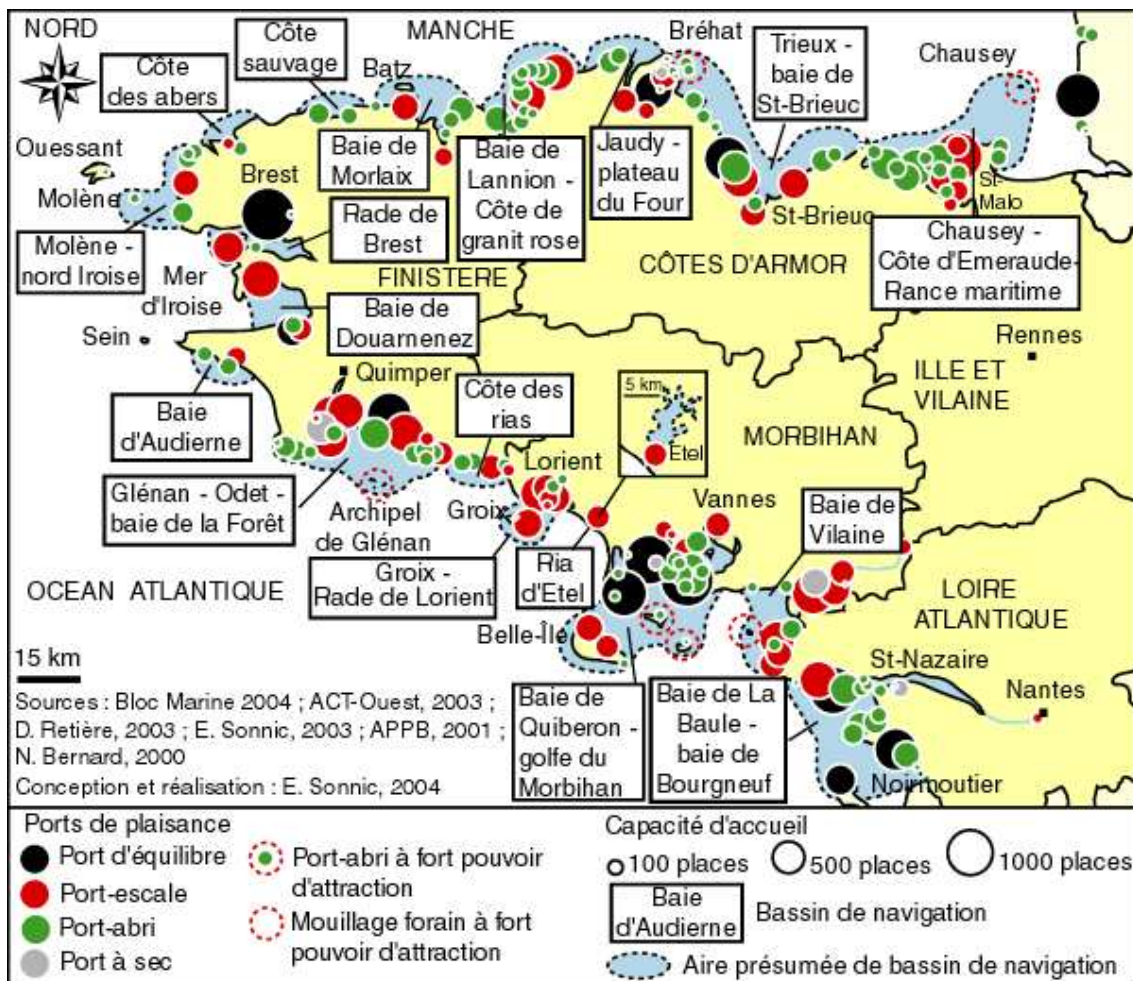 NORD
MANCHE
Bréhat
Chausey
Côte
sauvage
Trieux -
baie de
St-Brieuc
Côte
des abers
Batz
Ouessant
Molène
Brest
Baie de
Morlaix
Baie de
Lannion -
Côte de
granit rose
Jaudy -
plateau
du Four
St-Brieuc
St-
Malo
Molène -
nord Iroise
Rade de
Brest
Chausey -
Côte d'Emeraude-
Rance maritime
Mer
d'Iroise
FINISTERE
CÔTES D'ARMOR
Sein
Baie de
Douarnenez
Rennes
Quimper
ILLE ET
VILAINE
Baie
d'Audierne
Côte des
rias
5 km
Etel
MORBIHAN
Lorient
Vannes
Baie de
Vilaine
Glénan - Odet -
baie de la Forêt
Archipel
de Glénan
Groix
OCEAN ATLANTIQUE
Groix -
Rade de Lorient
Ria
d'Etel
LOIRE
ATLANTIQUE
Belle-Île
St-Nazaire
Nantes
15 km
Baie de
Quiberon -
golfe du
Morbihan
Baie de La
Baule -
baie de
Bourgneuf
Noirmoutier
Sources : Bloc Marine 2004 ; ACT-Ouest, 2003 ;
D. Retière, 2003 ; E. Sonnic, 2003 ; APPB, 2001 ;
N. Bernard, 2000
Conception et réalisation : E. Sonnic, 2004
Ports de plaisance
Port d'équilibre
Port-escale
Port-abri
Port à sec
Port-abri à fort pouvoir
d'attraction
Mouillage forain à fort
pouvoir d'attraction
Capacité d'accueil
100 places
500 places
1000 places
Baie
d'Audierne
Bassin de navigation
Aire présumée de bassin de navigation